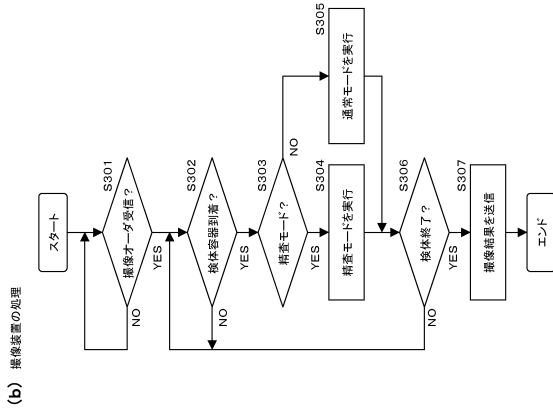 (b) 撮像装置の処理
スタート
S301
撮像オーダ受信？
NO
YES
S302
検体容器到着？
NO
YES
S303
精査モード？
NO
YES
S304
精査モードを実行
S305
通常モードを実行
S306
検体終了？
NO
YES
S307
撮像結果を送信
エンド